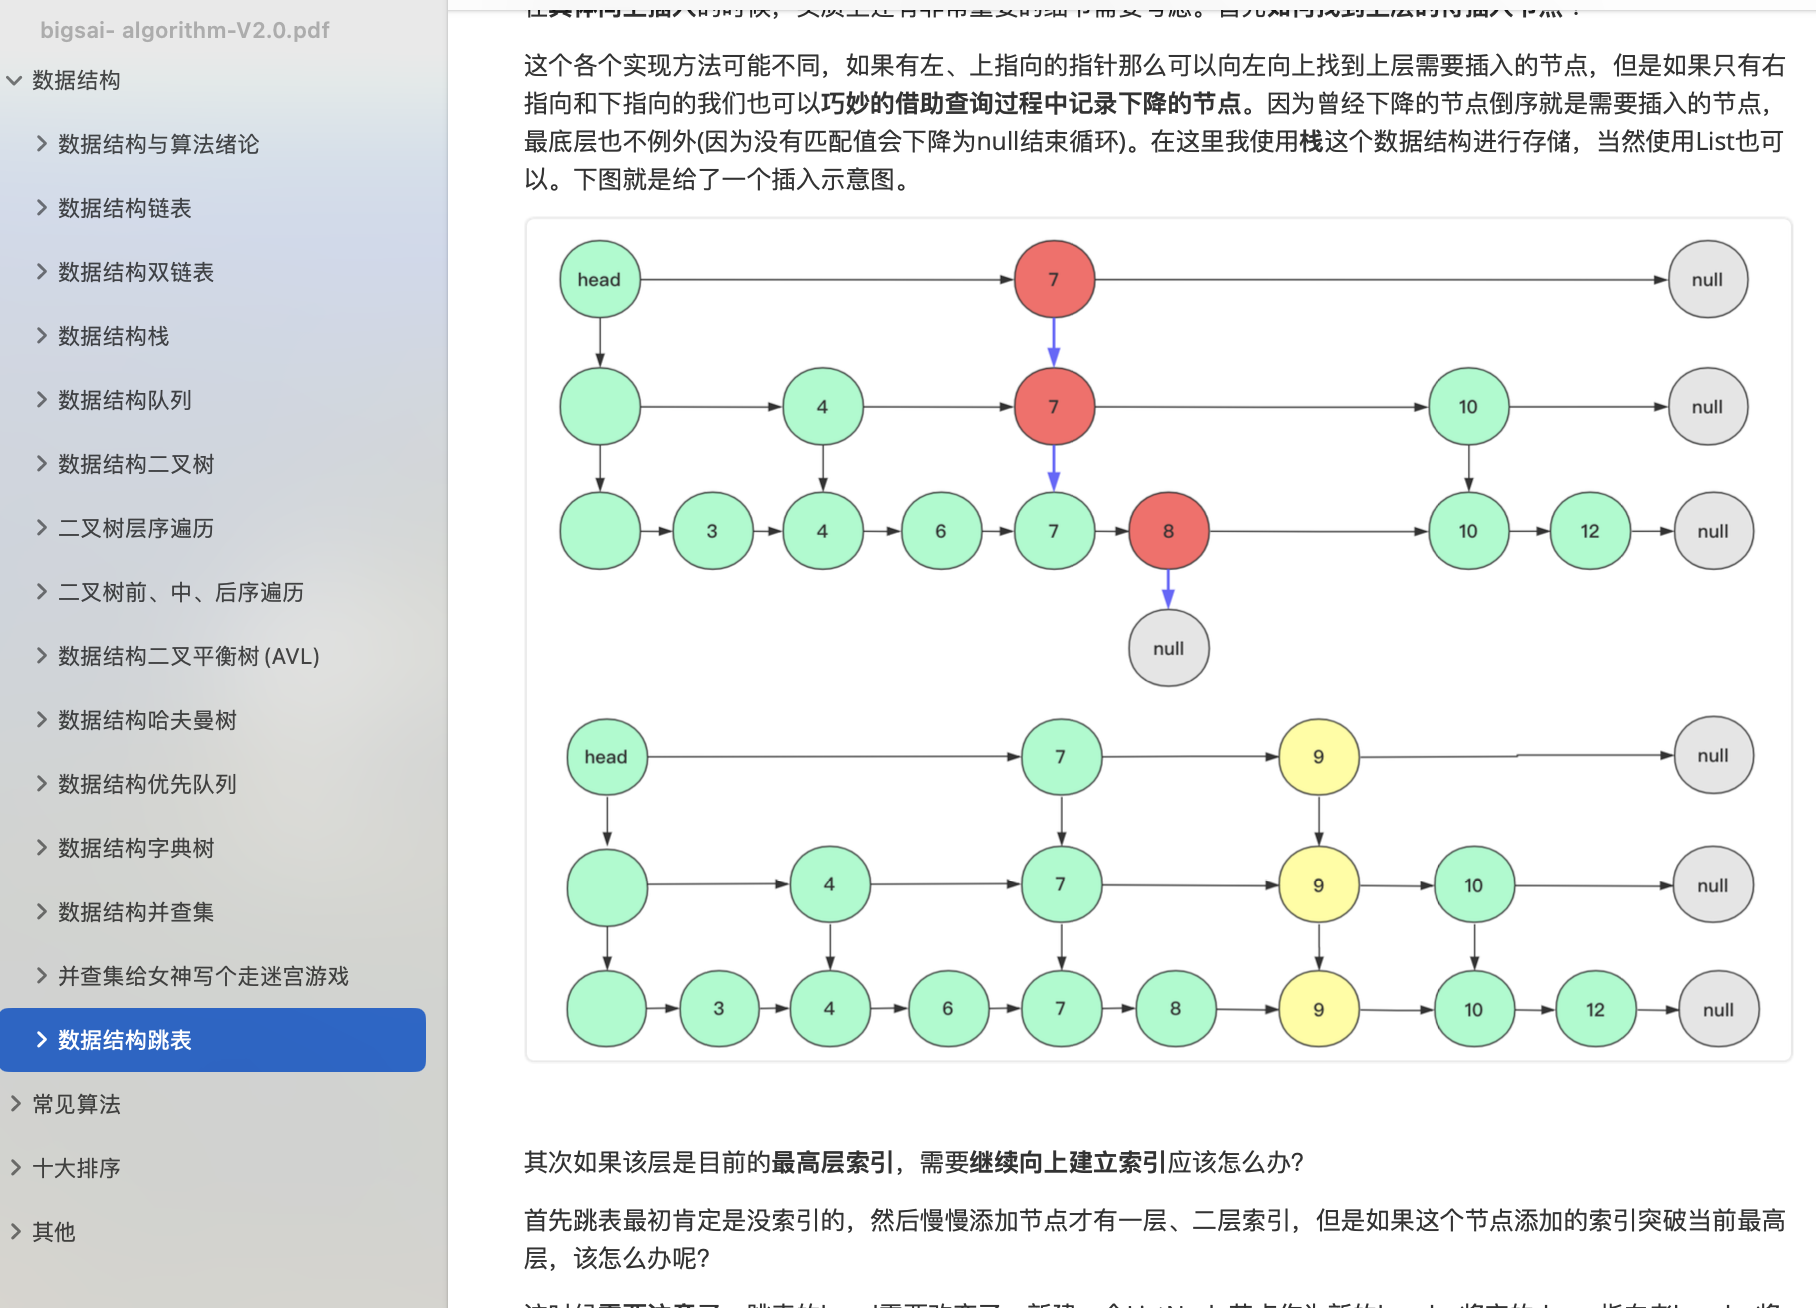 bigsai- algorithm-V2.0.pdf
数据结构
数据结构与算法绪论
数据结构链表
数据结构双链表
数据结构栈
数据结构队列
数据结构二叉树
二叉树层序遍历
二叉树前、中、后序遍历
数据结构二叉平衡树(AVL)
数据结构哈夫曼树
数据结构优先队列
数据结构字典树
数据结构并查集
并查集给女神写个走迷宫游戏
数据结构跳表
常见算法
十大排序
其他
这个各个实现方法可能不同，如果有左、上指向的指针那么可以向左向上找到上层需要插入的节点，但是如果只有右
指向和下指向的我们也可以巧妙的借助查询过程中记录下降的节点。因为曾经下降的节点倒序就是需要插入的节点，
最底层也不例外(因为没有匹配值会下降为null结束循环)。在这里我使用栈这个数据结构进行存储，当然使用List也可
以。下图就是给了一个插入示意图。
head 7 null
4 7 10 null
3 4 6 7 8 10 12 null
null
head 7 9 null
4 7 9 10 null
3 4 6 7 8 9 10 12 null
其次如果该层是目前的最高层索引，需要继续向上建立索引应该怎么办?
首先跳表最初肯定是没索引的，然后慢慢添加节点才有一层、二层索引，但是如果这个节点添加的索引突破当前最高
层，该怎么办呢?